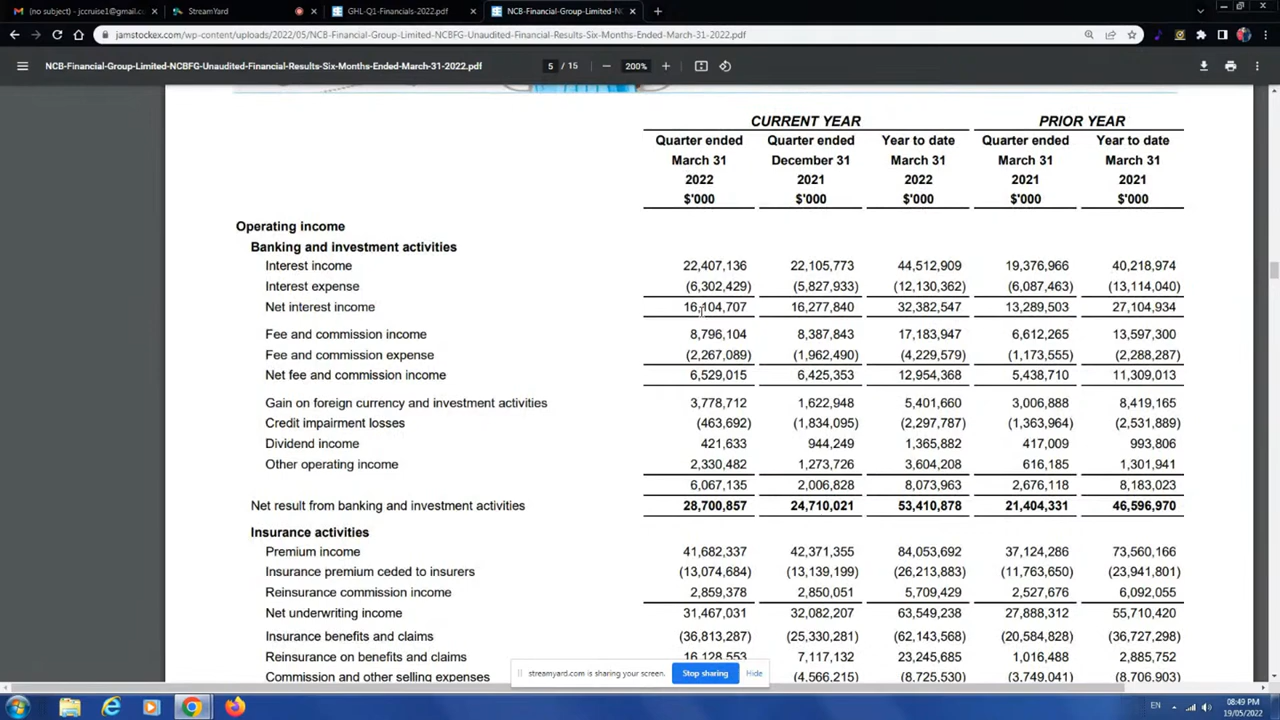 (no subject) - jccruise1@gmail.cc
StreamYard
GHL-Q1-Financials-2022.pdf
NCB-Financial-Group-Limited-N
jamstockex.com/wp-content/uploads/2022/05/NCB-Financial-Group-Limited-NCBFG-Unaudited-Financial-Results-Six-Months-Ended-March-31-2022.pdf
NCB-Financial-Group-Limited-NCBFG-Unaudited-Financial-Results-Six-Months-Ended-March-31-2022.pdf 5 / 15 200%
CURRENT YEAR PRIOR YEAR
Quarter ended Quarter ended Year to date Quarter ended Year to date
March 31 December 31 March 31 March 31 March 31
2022 2021 2022 2021 2021
$'000 $'000 $'000 $'000 $'000
Operating income
Banking and investment activities
Interest income 22,407,136 22,105,773 44,512,909 19,376,966 40,218,974
Interest expense (6,302,429) (5,827,933) (12,130,362) (6,087,463) (13,114,040)
Net interest income 16,104,707 16,277,840 32,382,547 13,289,503 27,104,934
Fee and commission income 8,796,104 8,387,843 17,183,947 6,612,265 13,597,300
Fee and commission expense (2,267,089) (1,962,490) (4,229,579) (1,173,555) (2,288,287)
Net fee and commission income 6,529,015 6,425,353 12,954,368 5,438,710 11,309,013
Gain on foreign currency and investment activities 3,778,712 1,622,948 5,401,660 3,006,888 8,419,165
Credit impairment losses (463,692) (1,834,095) (2,297,787) (1,363,964) (2,531,889)
Dividend income 421,633 944,249 1,365,882 417,009 993,806
Other operating income 2,330,482 1,273,726 3,604,208 616,185 1,301,941
6,067,135 2,006,828 8,073,963 2,676,118 8,183,023
Net result from banking and investment activities 28,700,857 24,710,021 53,410,878 21,404,331 46,596,970
Insurance activities
Premium income 41,682,337 42,371,355 84,053,692 37,124,286 73,560,166
Insurance premium ceded to insurers (13,074,684) (13,139,199) (26,213,883) (11,763,650) (23,941,801)
Reinsurance commission income 2,859,378 2,850,051 5,709,429 2,527,676 6,092,055
Net underwriting income 31,467,031 32,082,207 63,549,238 27,888,312 55,710,420
Insurance benefits and claims (36,813,287) (25,330,281) (62,143,568) (20,584,828) (36,727,298)
Reinsurance on benefits and claims 16,128,553 7,117,132 23,245,685 1,016,488 2,885,752
Commission and other selling expenses (4,566,215) (8,725,530) (3,749,041) (8,706,903)
streamyard.com is sharing your screen. Stop sharing Hide
EN 08:49 PM
19/05/2022